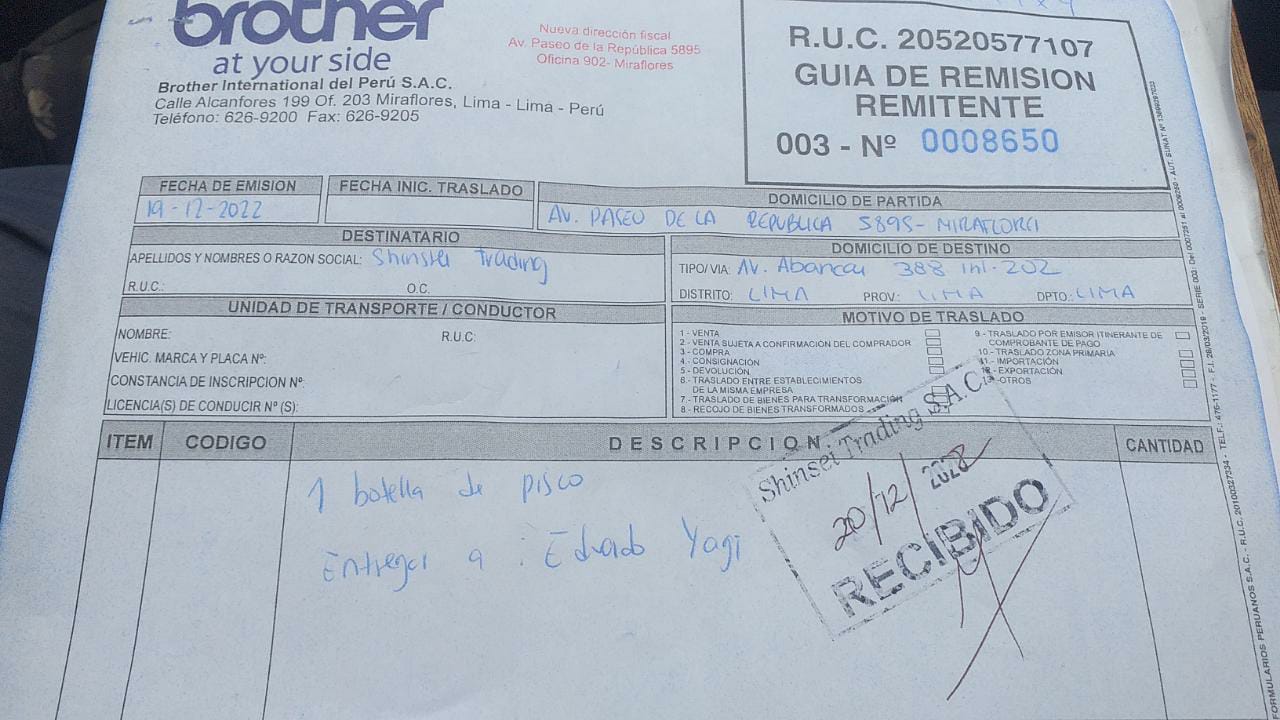 brother
at your side
Brother International del Perú S.A.C.
Calle Alcanfores 199 Of. 203 Miraflores, Lima - Lima - Perú
Teléfono: 626-9200 Fax: 626-9205
Nueva dirección fiscal
Av. Paseo de la República 5895
Oficina 902- Miraflores
R.U.C. 20520577107
GUIA DE REMISION
REMITENTE
003 - Nº 0008650
FECHA DE EMISION
19-12-2022
FECHA INIC. TRASLADO
DOMICILIO DE PARTIDA
AV. PASEO DE LA REPUBLICA 5895- MIRAFLORES
DESTINATARIO
APELLIDOS Y NOMBRES O RAZON SOCIAL: Shinsei Trading
R.U.C.: O.C.
DOMICILIO DE DESTINO
TIPO/VIA: AV. Abancay 388 Int. 202
DISTRITO: LIMA PROV.: LIMA DPTO.: LIMA
UNIDAD DE TRANSPORTE / CONDUCTOR
NOMBRE: R.U.C:
VEHIC. MARCA Y PLACA Nº:
CONSTANCIA DE INSCRIPCION Nº:
LICENCIA(S) DE CONDUCIR Nº (S):
MOTIVO DE TRASLADO
1 - VENTA
2 - VENTA SUJETA A CONFIRMACIÓN DEL COMPRADOR
3 - COMPRA
4 - CONSIGNACIÓN
5 - DEVOLUCIÓN
6 - TRASLADO ENTRE ESTABLECIMIENTOS
DE LA MISMA EMPRESA
7 - TRASLADO DE BIENES PARA TRANSFORMACIÓN
8 - RECOJO DE BIENES TRANSFORMADOS
9 - TRASLADO POR EMISOR ITINERANTE DE
COMPROBANTE DE PAGO
10.- TRASLADO ZONA PRIMARIA
11.- IMPORTACIÓN
12.- EXPORTACIÓN
13.- OTROS
ITEM CODIGO DESCRIPCION CANTIDAD
1 botella de pisco
Entregar a : Eduardo Yagi
Shinsei Trading S.A.C.
20/12/2022
RECIBIDO